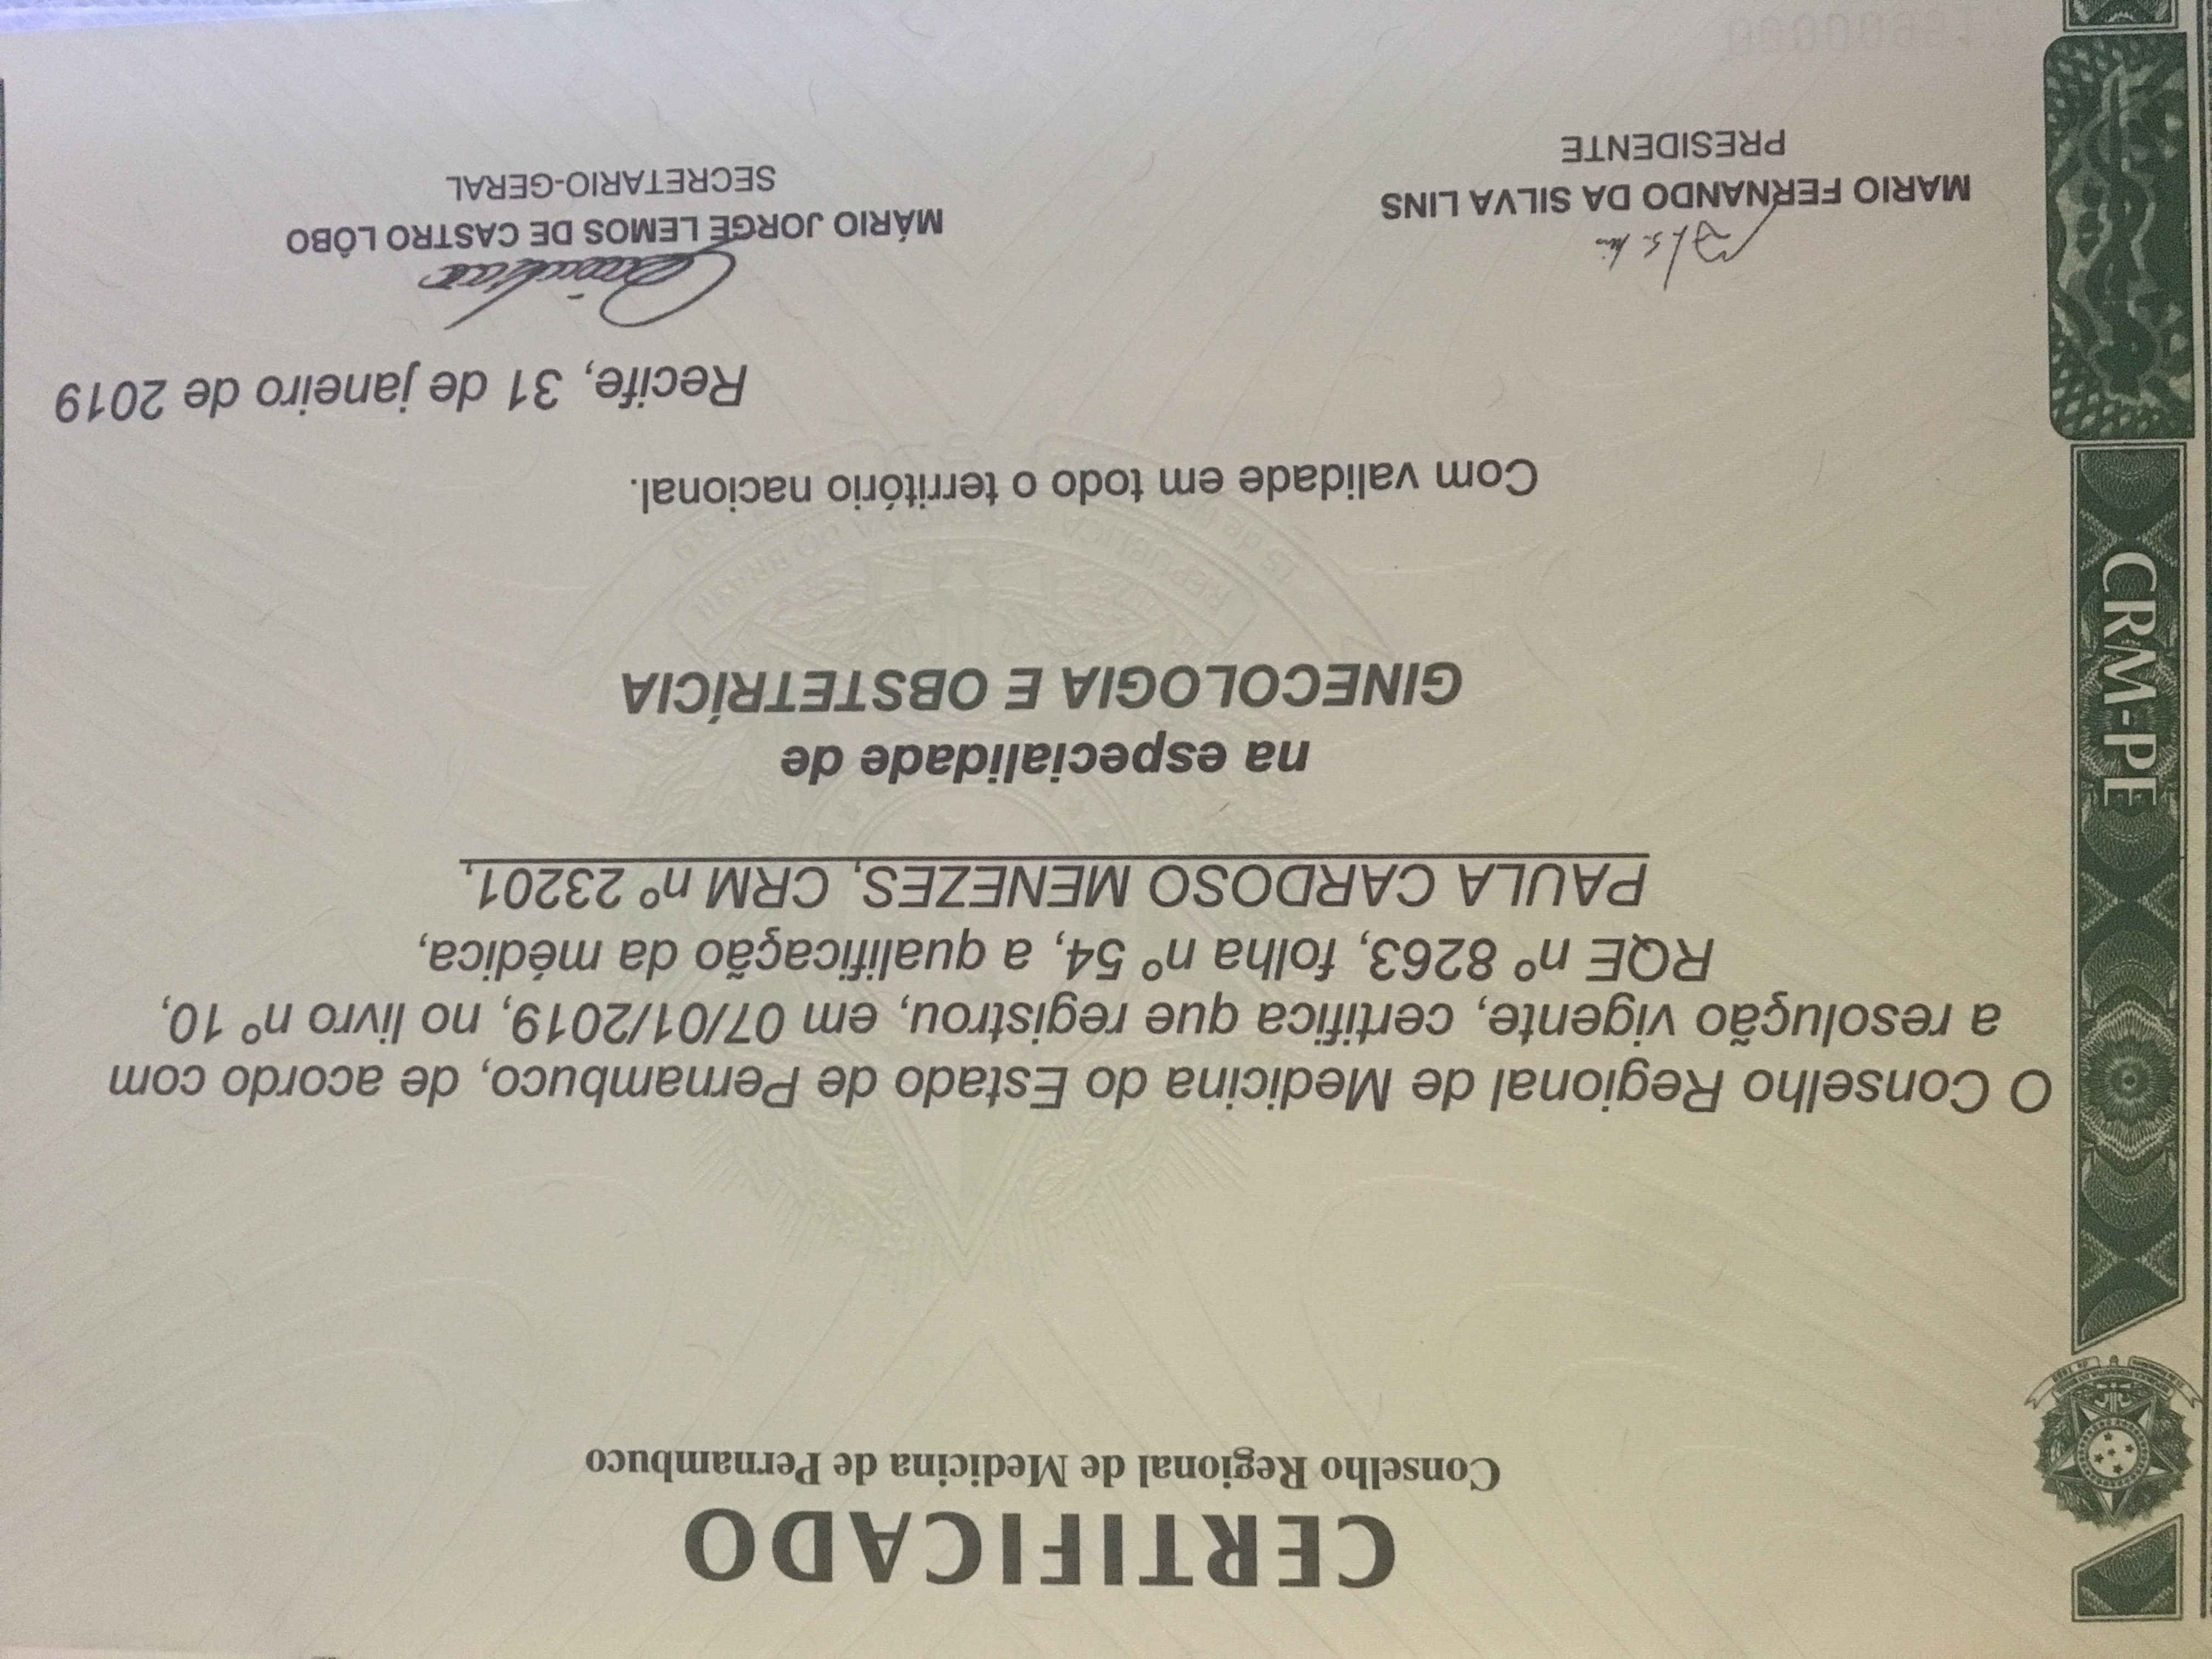 CERTIFICADO
Conselho Regional de Medicina de Pernambuco
O Conselho Regional de Medicina do Estado de Pernambuco, de acordo com
a resolução vigente, certifica que registrou, em 07/01/2019, no livro nº 10,
RQE nº 8263, folha nº 54, a qualificação da médica,
PAULA CARDOSO MENEZES, CRM nº 23201,
na especialidade de
GINECOLOGIA E OBSTETRÍCIA
Com validade em todo o território nacional.
Recife, 31 de janeiro de 2019
MARIO FERNANDO DA SILVA LINS
PRESIDENTE
MÁRIO JORGE LEMOS DE CASTRO LÔBO
SECRETARIO-GERAL
CRM-PE